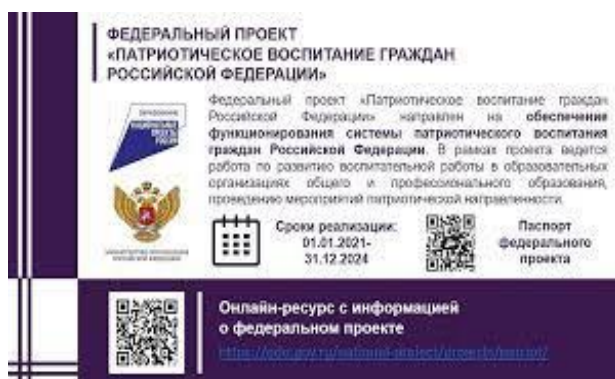 ФЕДЕРАЛЬНЫЙ ПРОЕКТ
«ПАТРИОТИЧЕСКОЕ ВОСПИТАНИЕ ГРАЖДАН
РОССИЙСКОЙ ФЕДЕРАЦИИ»
Федеральный проект «Патриотическое воспитание граждан
Российской Федерации» направлен на обеспечение
функционирования системы патриотического воспитания
граждан Российской Федерации. В рамках проекта ведется
работа по развитию воспитательной работы в образовательных
организациях общего и профессионального образования,
проведению мероприятий патриотической направленности.
НАЦИОНАЛЬНЫЕ
ПРОЕКТЫ
РОССИИ
Сроки реализации:
01.01.2021-
31.12.2024
Паспорт
федерального
проекта
Онлайн-ресурс с информацией
о федеральном проекте